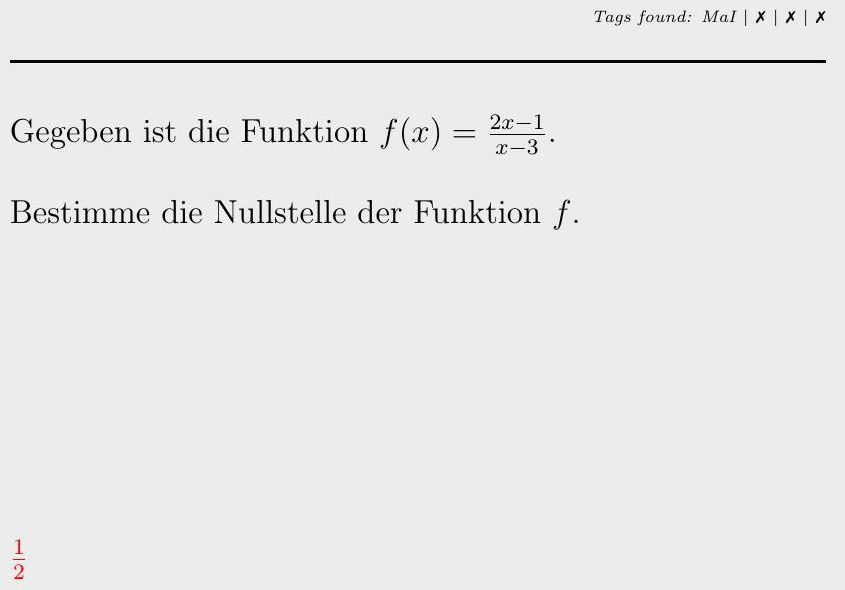 Tags found: MaI | ✗ | ✗ | ✗
Gegeben ist die Funktion f(x) = \frac{2x-1}{x-3}.
Bestimme die Nullstelle der Funktion f.
\frac{1}{2}